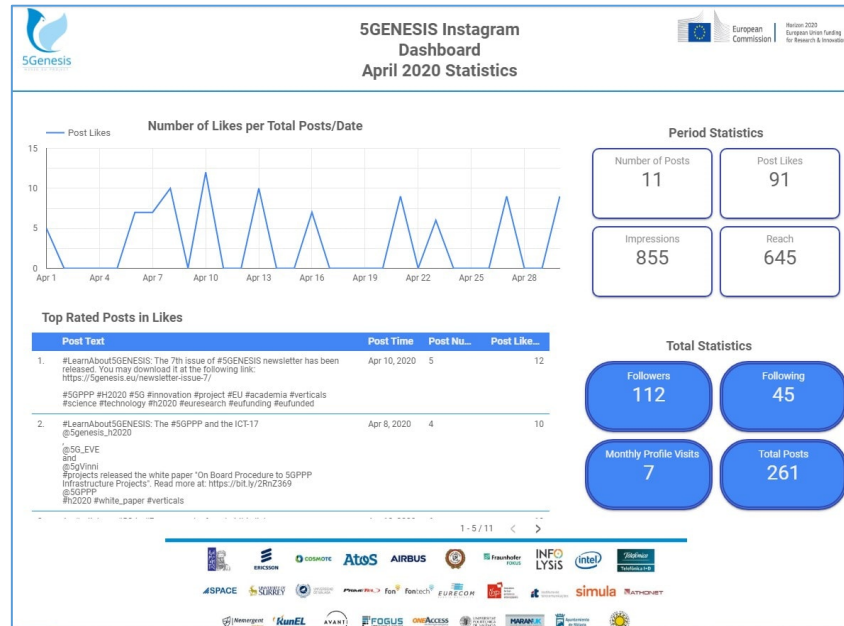 5GENESIS Instagram
Dashboard
April 2020 Statistics
5Genesis
European
Commission
Horizon 2020
European Union funding
for Research & Innovation
Number of Likes per Total Posts/Date
Post Likes
15
10
5
0
Apr 1
Apr 4
Apr 7
Apr 10
Apr 13
Apr 16
Apr 19
Apr 22
Apr 25
Apr 28
Period Statistics
Number of Posts
11
Post Likes
91
Impressions
855
Reach
645
Top Rated Posts in Likes
Post Text Post Time Post Nu... Post Like...
1. #LearnAbout5GENESIS: The 7th issue of #5GENESIS newsletter has been Apr 10, 2020 5 12
released. You may download it at the following link:
https://5genesis.eu/newsletter-issue-7/
#5GPPP #H2020 #5G #innovation #project #EU #academia #verticals
#science #technology #h2020 #euresearch #eufunding #eufunded
2. #LearnAbout5GENESIS: The #5GPPP and the ICT-17 Apr 8, 2020 4 10
@5genesis_h2020
,
@5G_EVE
and
@5gVinni
#projects released the white paper "On Board Procedure to 5GPPP
Infrastructure Projects". Read more at: https://bit.ly/2RnZ369
@5GPPP
#h2020 #white_paper #verticals
1 - 5 / 11 < >
Total Statistics
Followers
112
Following
45
Monthly Profile Visits
7
Total Posts
261
ERICSSON
COSMOTE
Atos
AIRBUS
Fraunhofer
FOKUS
INFO
LYSiS
intel
Telefónica
Telefónica I+D
SPACE
UNIVERSITY OF
SURREY
fon
fontech
EURECOM
simula
ATHONET
Nemergent
RunEL
AVANTI
FOGUS
ONEACCESS
MARAN UK